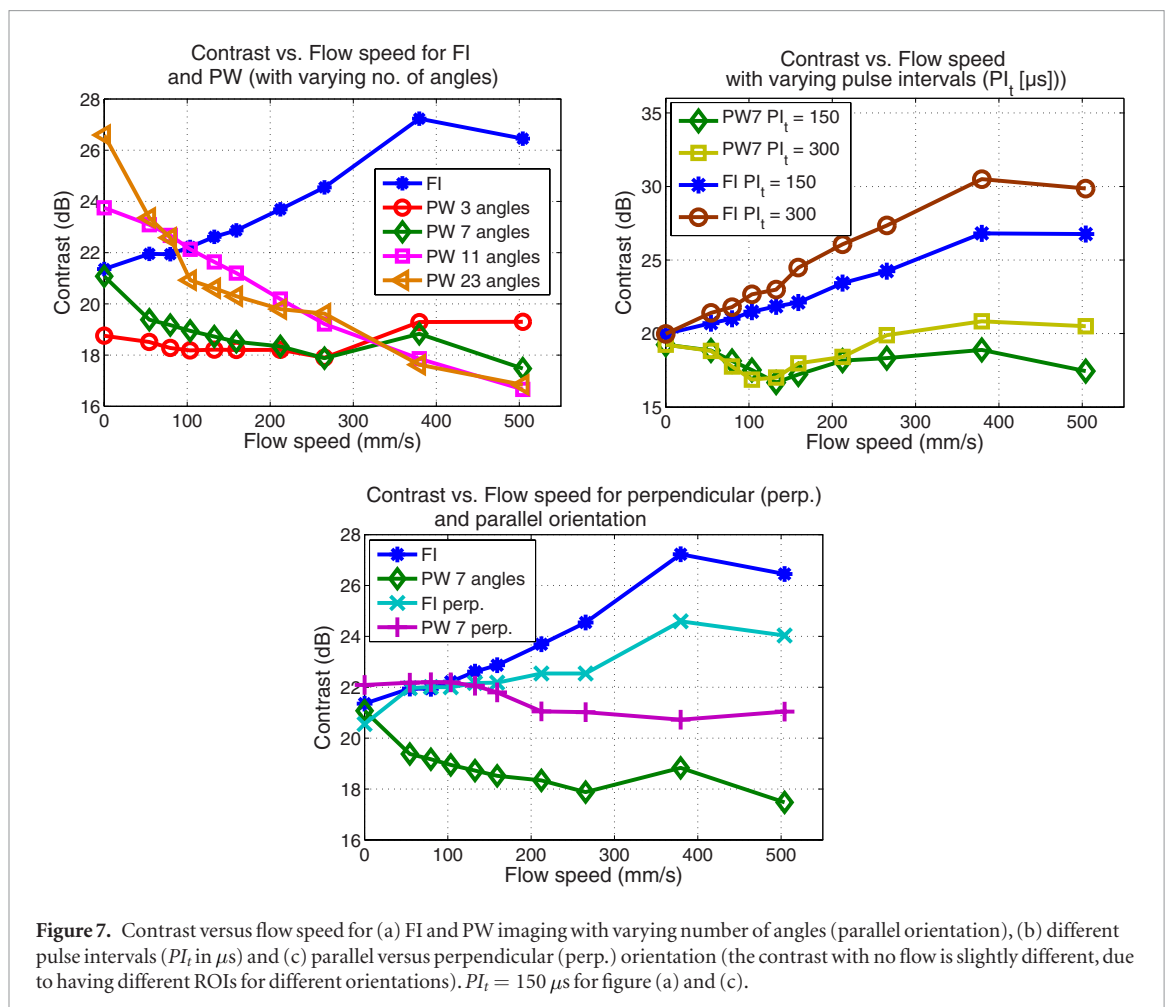 Contrast vs. Flow speed for FI
and PW (with varying no. of angles)
28
26
24
22
20
18
16
Contrast (dB)
0
100
200
300
400
500
Flow speed (mm/s)
FI
PW 3 angles
PW 7 angles
PW 11 angles
PW 23 angles
Contrast vs. Flow speed
with varying pulse intervals (PI_t [µs]))
35
30
25
20
15
Contrast (dB)
0
100
200
300
400
500
Flow speed (mm/s)
PW7 PI_t = 150
PW7 PI_t = 300
FI PI_t = 150
FI PI_t = 300
Contrast vs. Flow speed for perpendicular (perp.)
and parallel orientation
28
26
24
22
20
18
16
Contrast (dB)
0
100
200
300
400
500
Flow speed (mm/s)
FI
PW 7 angles
FI perp.
PW 7 perp.
Figure 7. Contrast versus flow speed for (a) FI and PW imaging with varying number of angles (parallel orientation), (b) different
pulse intervals (PI_t in µs) and (c) parallel versus perpendicular (perp.) orientation (the contrast with no flow is slightly different, due
to having different ROIs for different orientations). PI_t = 150 µs for figure (a) and (c).